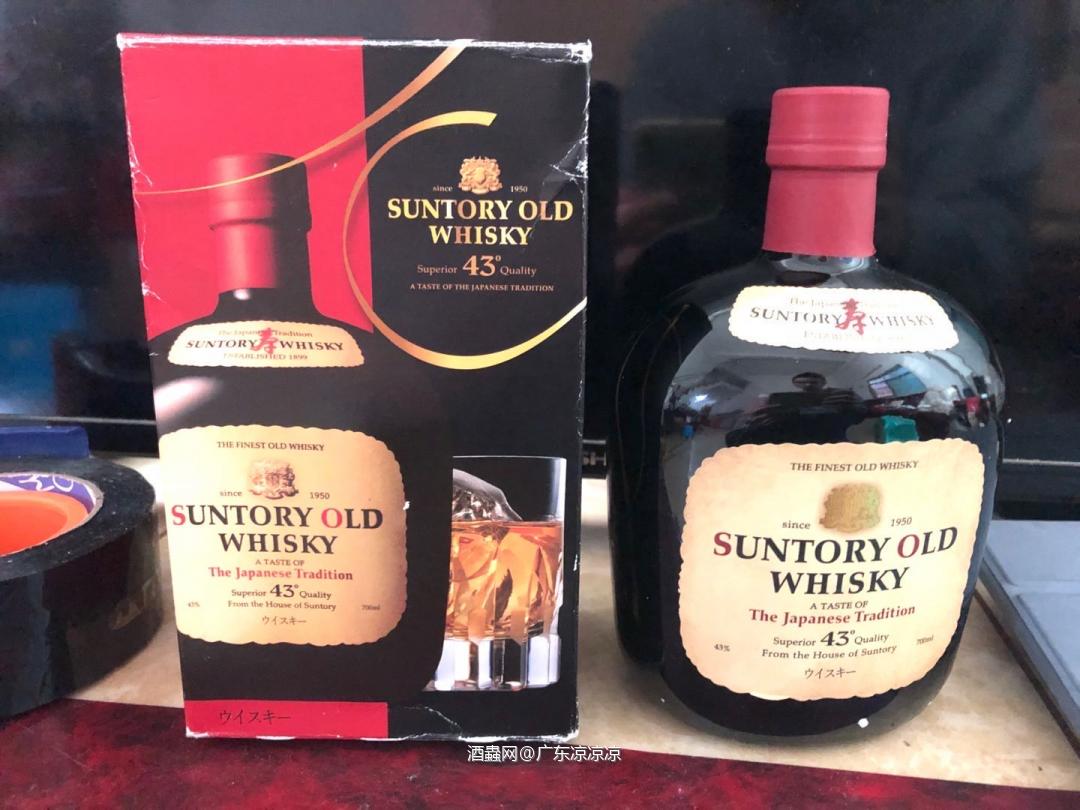 since 1950
SUNTORY OLD
WHISKY
Superior 43° Quality
A TASTE OF THE JAPANESE TRADITION
The Japanese Tradition
SUNTORY 寿 WHISKY
ESTABLISHED 1899
THE FINEST OLD WHISKY
since 1950
SUNTORY OLD
WHISKY
A TASTE OF
The Japanese Tradition
Superior 43° Quality
43% From the House of Suntory 700ml
ウイスキー
ウイスキー
SUNTORY 寿 WHISKY
THE FINEST OLD WHISKY
since 1950
SUNTORY OLD
WHISKY
A TASTE OF
The Japanese Tradition
Superior 43° Quality
43% From the House of Suntory 700ml
ウイスキー
酒蟲网@广东凉凉凉